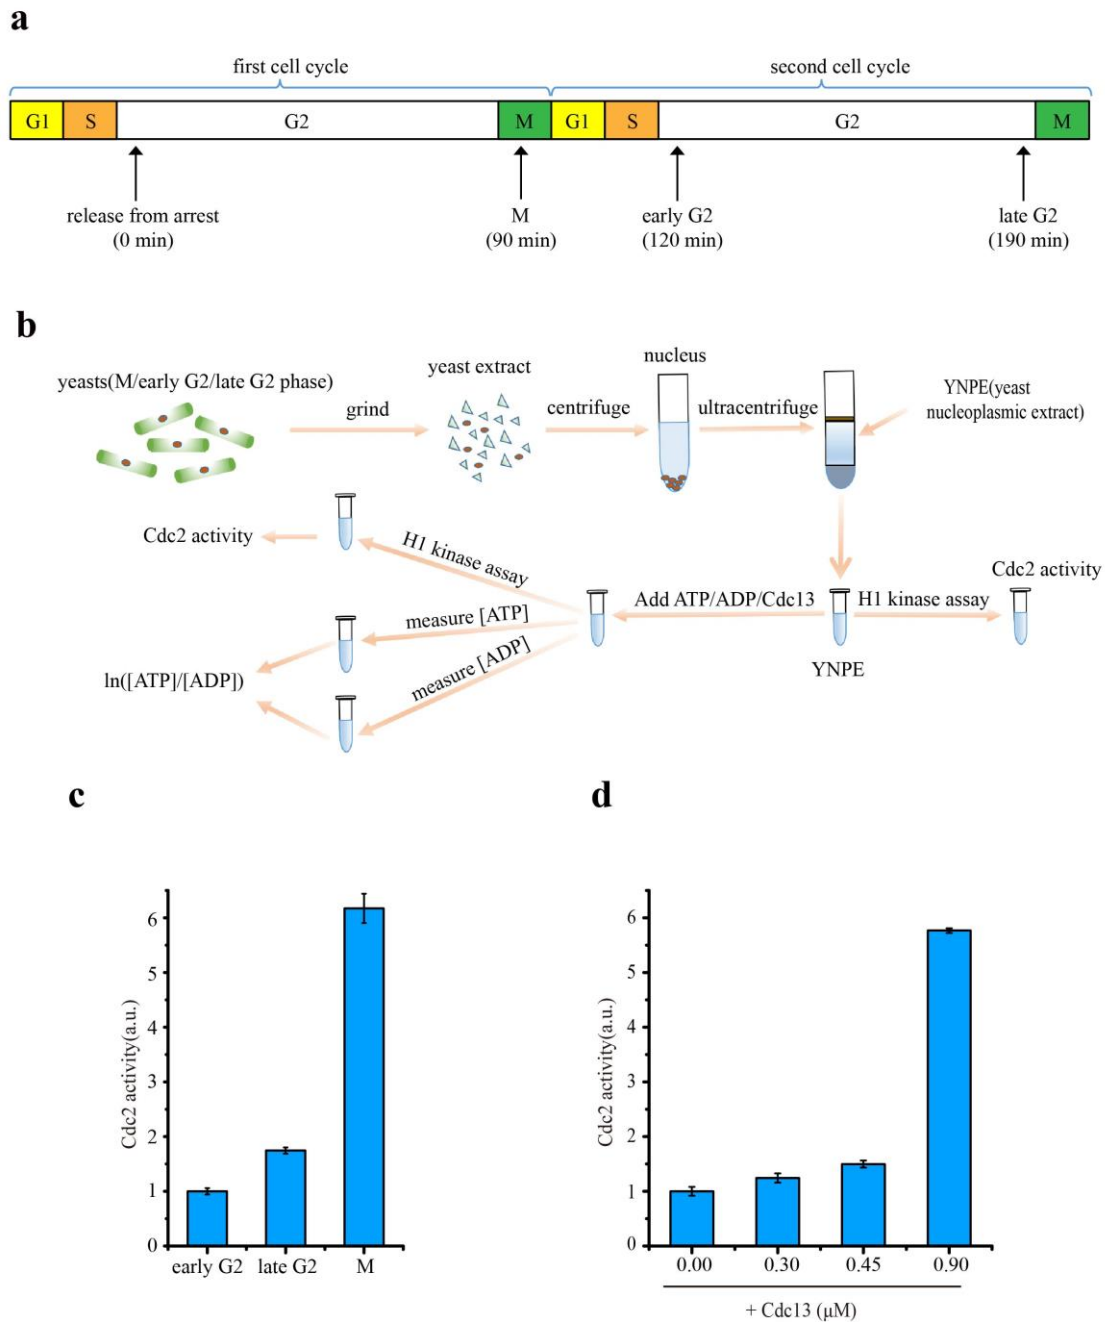 a
first cell cycle
second cell cycle
G1 S G2 M G1 S G2 M
release from arrest
(0 min)
M
(90 min)
early G2
(120 min)
late G2
(190 min)
b
yeasts(M/early G2/late G2 phase)
grind
yeast extract
centrifuge
nucleus
ultracentrifuge
YNPE(yeast
nucleoplasmic extract)
Cdc2 activity
H1 kinase assay
measure [ATP]
measure [ADP]
ln([ATP]/[ADP])
Add ATP/ADP/Cdc13
YNPE
H1 kinase assay
Cdc2 activity
c
Cdc2 activity(a.u.)
6
5
4
3
2
1
0
early G2 late G2 M
d
Cdc2 activity(a.u.)
6
5
4
3
2
1
0
0.00 0.30 0.45 0.90
+ Cdc13 (μM)